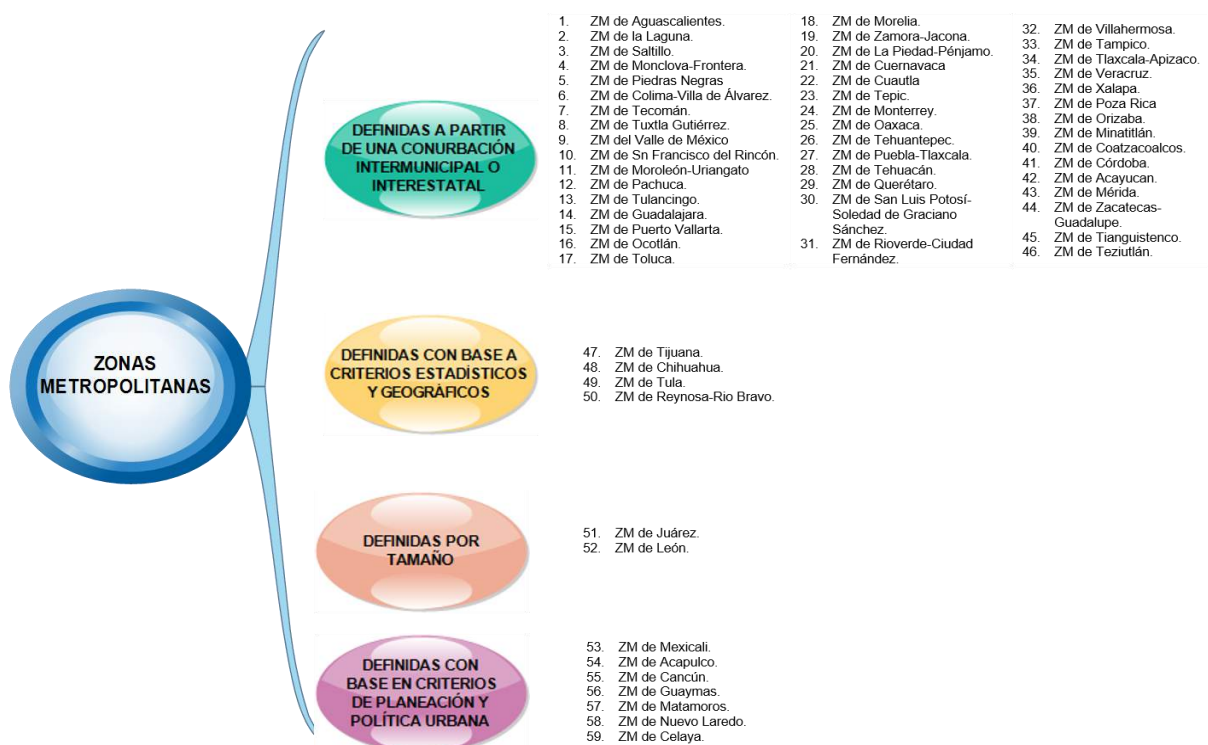 ZONAS
METROPOLITANAS
DEFINIDAS A PARTIR
DE UNA CONURBACIÓN
INTERMUNICIPAL O
INTERESTATAL
1. ZM de Aguascalientes.
2. ZM de la Laguna.
3. ZM de Saltillo.
4. ZM de Monclova-Frontera.
5. ZM de Piedras Negras
6. ZM de Colima-Villa de Álvarez.
7. ZM de Tecomán.
8. ZM de Tuxtla Gutiérrez.
9. ZM del Valle de México
10. ZM de Sn Francisco del Rincón.
11. ZM de Moroleón-Uriangato
12. ZM de Pachuca.
13. ZM de Tulancingo.
14. ZM de Guadalajara.
15. ZM de Puerto Vallarta.
16. ZM de Ocotlán.
17. ZM de Toluca.
18. ZM de Morelia.
19. ZM de Zamora-Jacona.
20. ZM de La Piedad-Pénjamo.
21. ZM de Cuernavaca
22. ZM de Cuautla
23. ZM de Tepic.
24. ZM de Monterrey.
25. ZM de Oaxaca.
26. ZM de Tehuantepec.
27. ZM de Puebla-Tlaxcala.
28. ZM de Tehuacán.
29. ZM de Querétaro.
30. ZM de San Luis Potosí-
Soledad de Graciano
Sánchez.
31. ZM de Rioverde-Ciudad
Fernández.
32. ZM de Villahermosa.
33. ZM de Tampico.
34. ZM de Tlaxcala-Apizaco.
35. ZM de Veracruz.
36. ZM de Xalapa.
37. ZM de Poza Rica
38. ZM de Orizaba.
39. ZM de Minatitlán.
40. ZM de Coatzacoalcos.
41. ZM de Córdoba.
42. ZM de Acayucan.
43. ZM de Mérida.
44. ZM de Zacatecas-
Guadalupe.
45. ZM de Tianguistenco.
46. ZM de Teziutlán.
DEFINIDAS CON BASE A
CRITERIOS ESTADÍSTICOS
Y GEOGRÁFICOS
47. ZM de Tijuana.
48. ZM de Chihuahua.
49. ZM de Tula.
50. ZM de Reynosa-Rio Bravo.
DEFINIDAS POR
TAMAÑO
51. ZM de Juárez.
52. ZM de León.
DEFINIDAS CON
BASE EN CRITERIOS
DE PLANEACIÓN Y
POLÍTICA URBANA
53. ZM de Mexicali.
54. ZM de Acapulco.
55. ZM de Cancún.
56. ZM de Guaymas.
57. ZM de Matamoros.
58. ZM de Nuevo Laredo.
59. ZM de Celaya.